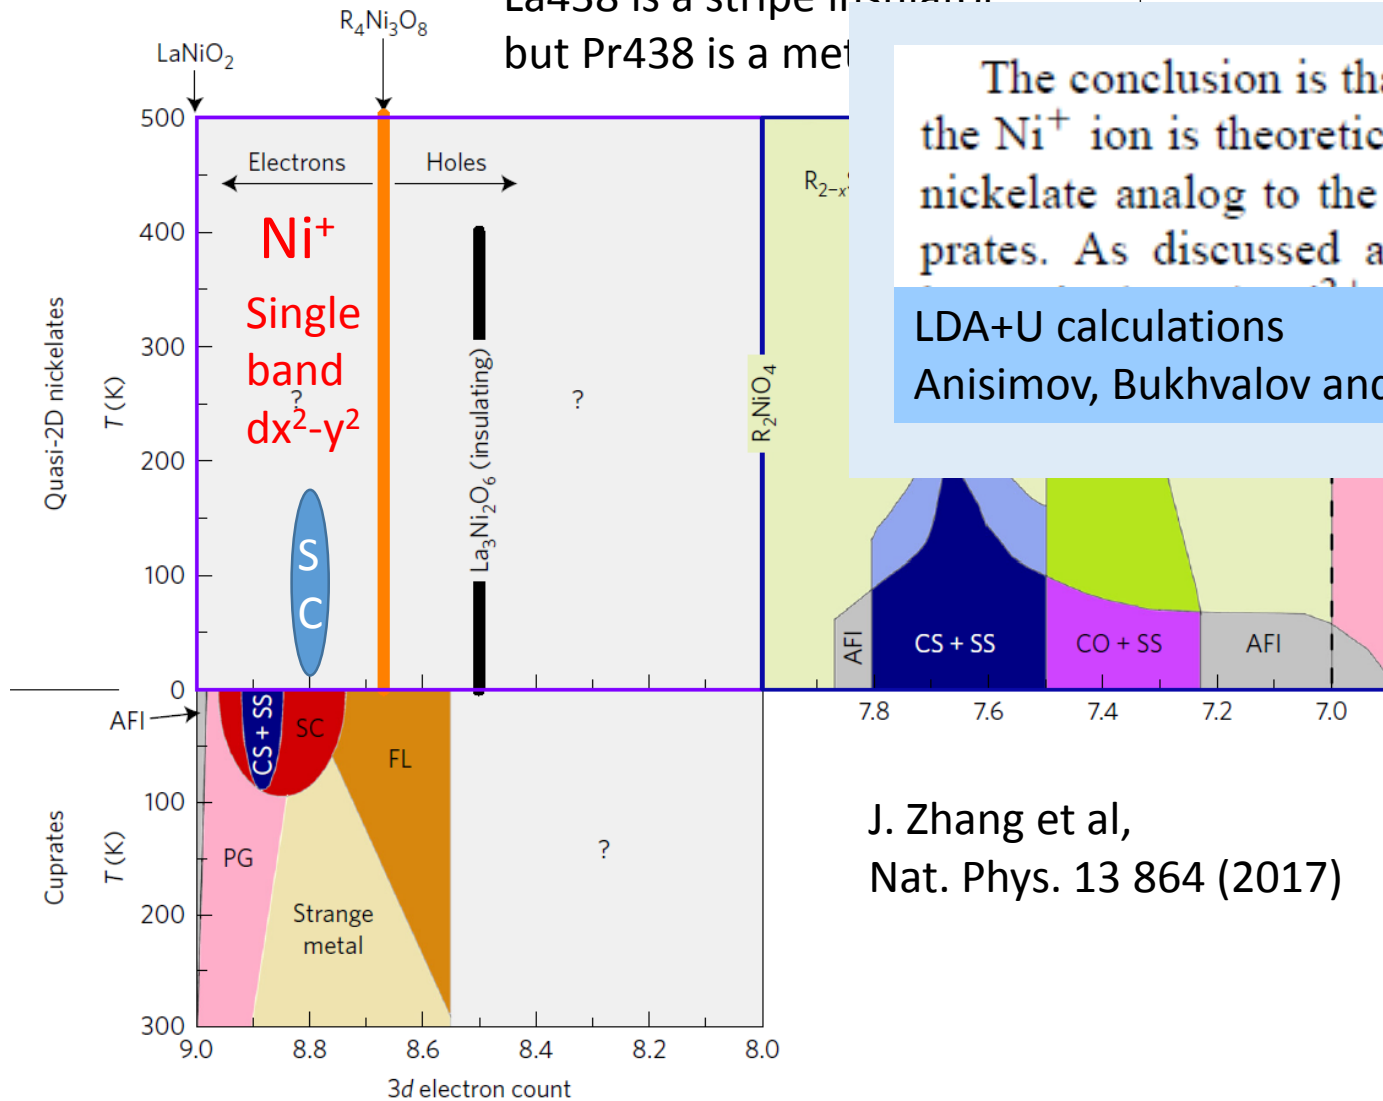 La438 is a stripe insulator
but Pr438 is a met
R₄Ni₃O₈
LaNiO₂
The conclusion is tha
the Ni⁺ ion is theoretic
nickelate analog to the
prates. As discussed a
LDA+U calculations
Anisimov, Bukhvalov and
500
400
300
200
100
0
Quasi-2D nickelates
T (K)
Electrons
Holes
Ni⁺
Single
band
?
dx²-y²
S
C
La₃Ni₂O₆ (insulating)
?
R₂NiO₄
R₂₋ₓ
AFI
CS + SS
CO + SS
AFI
7.8
7.6
7.4
7.2
7.0
AFI
CS + SS
SC
FL
PG
Strange
metal
?
100
200
300
Cuprates
T (K)
9.0
8.8
8.6
8.4
8.2
8.0
3d electron count
J. Zhang et al,
Nat. Phys. 13 864 (2017)